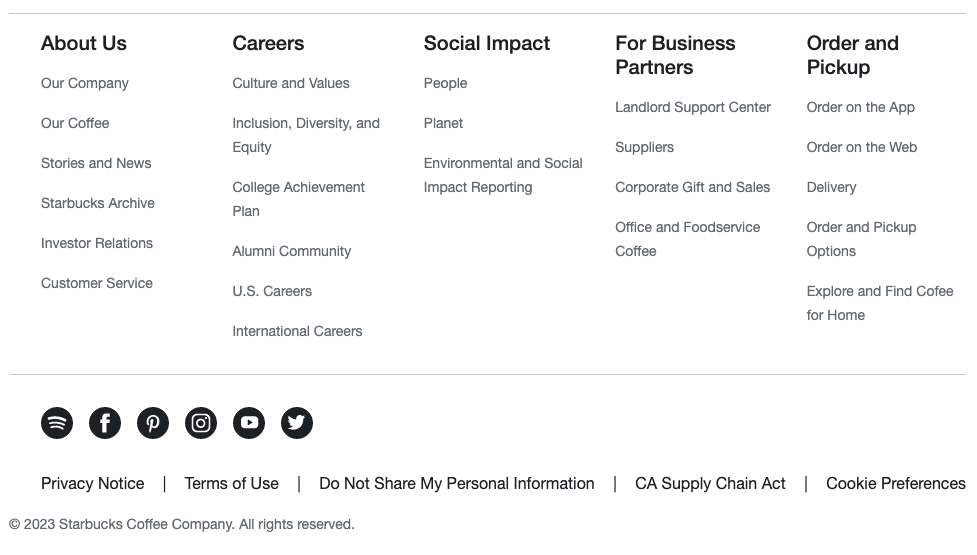 About Us
Our Company
Our Coffee
Stories and News
Starbucks Archive
Investor Relations
Customer Service
Careers
Culture and Values
Inclusion, Diversity, and
Equity
College Achievement
Plan
Alumni Community
U.S. Careers
International Careers
Social Impact
People
Planet
Environmental and Social
Impact Reporting
For Business
Partners
Landlord Support Center
Suppliers
Corporate Gift and Sales
Office and Foodservice
Coffee
Order and
Pickup
Order on the App
Order on the Web
Delivery
Order and Pickup
Options
Explore and Find Cofee
for Home
Privacy Notice | Terms of Use | Do Not Share My Personal Information | CA Supply Chain Act | Cookie Preferences
© 2023 Starbucks Coffee Company. All rights reserved.